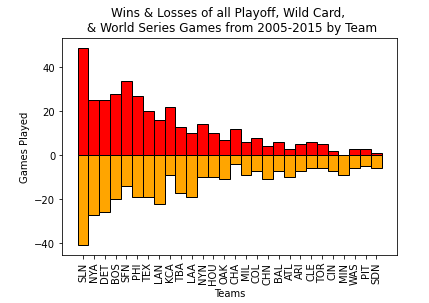 Wins & Losses of all Playoff, Wild Card,
& World Series Games from 2005-2015 by Team
Games Played
40
20
0
−20
−40
SLN
NYA
DET
BOS
SFN
PHI
TEX
LAN
KCA
TBA
LAA
NYN
HOU
OAK
CHA
MIL
COL
CHN
BAL
ATL
ARI
CLE
TOR
CIN
MIN
WAS
PIT
SDN
Teams